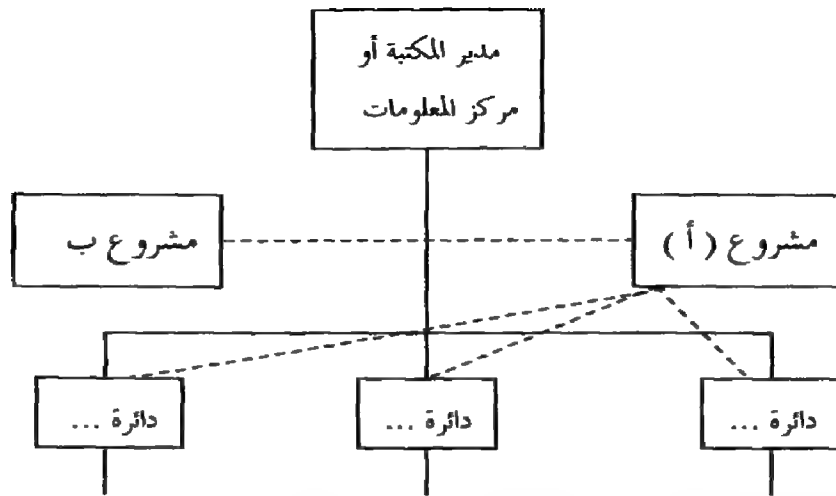 مدير المكتبة أو
مركز المعلومات
مشروع (أ)
مشروع ب
دائرة ...
دائرة ...
دائرة ...